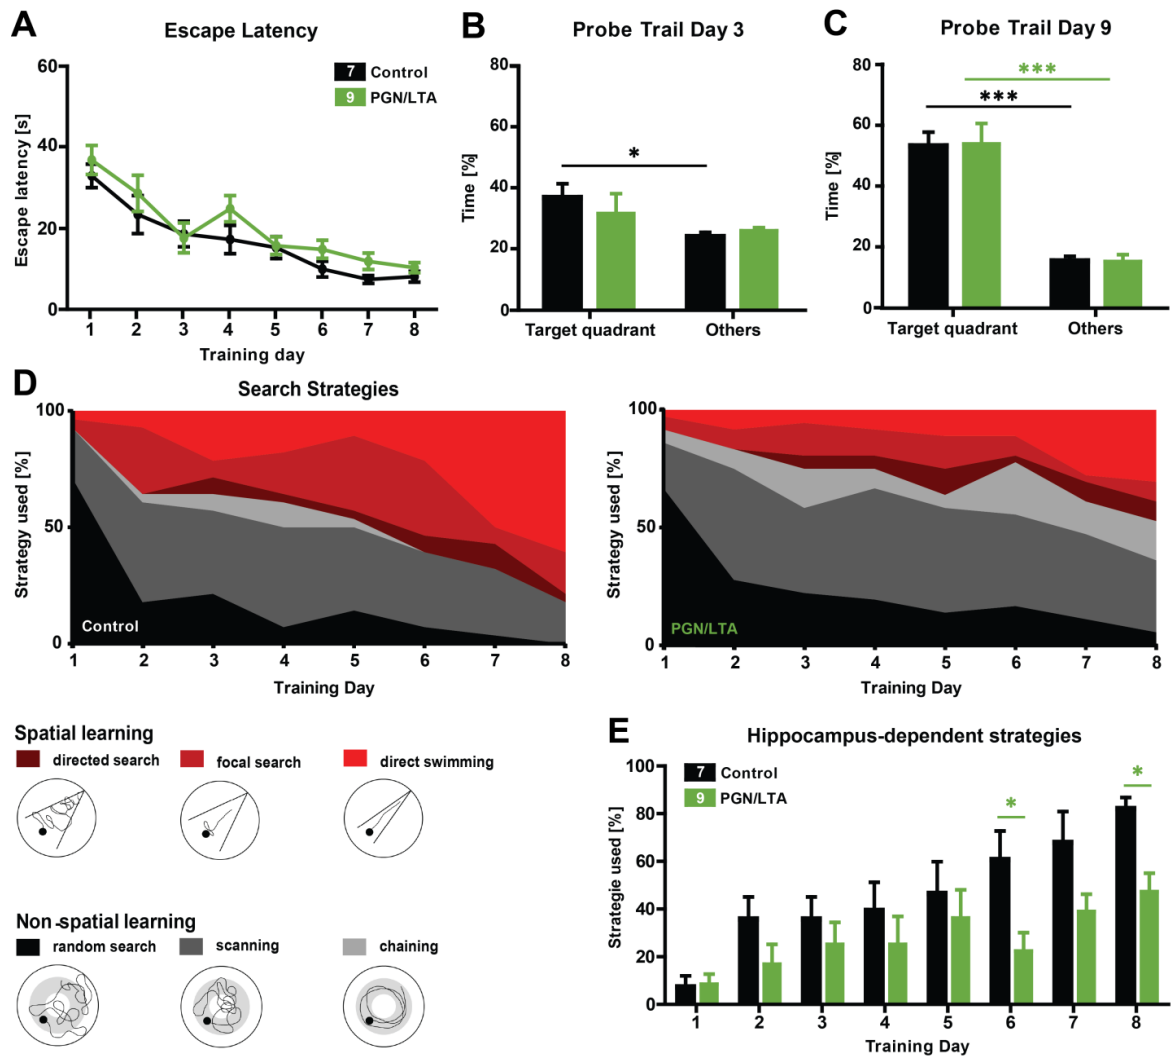 A
Escape Latency
60
40
20
0
Escape latency [s]
7 Control
9 PGN/LTA
1 2 3 4 5 6 7 8
Training day
B
Probe Trail Day 3
80
60
40
20
0
Time [%]
*
Target quadrant Others
C
Probe Trail Day 9
80
60
40
20
0
Time [%]
***
***
Target quadrant Others
D
Search Strategies
100
50
0
Strategy used [%]
Control
1 2 3 4 5 6 7 8
Training Day
100
50
0
Strategy used [%]
PGN/LTA
1 2 3 4 5 6 7 8
Training Day
Spatial learning
directed search focal search direct swimming
Non-spatial learning
random search scanning chaining
E
Hippocampus-dependent strategies
100
80
60
40
20
0
Strategie used [%]
7 Control
9 PGN/LTA
*
*
1 2 3 4 5 6 7 8
Training Day